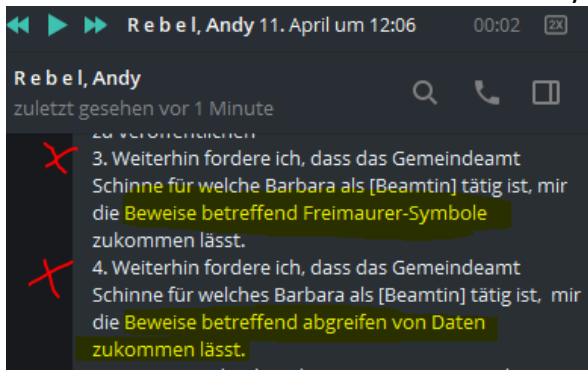 R e b e l, Andy 11. April um 12:06 00:02 2X
R e b e l, Andy
zuletzt gesehen vor 1 Minute
zu veröffentlichen
3. Weiterhin fordere ich, dass das Gemeindeamt
Schinne für welche Barbara als [Beamtin] tätig ist, mir
die Beweise betreffend Freimaurer-Symbole
zukommen lässt.
4. Weiterhin fordere ich, dass das Gemeindeamt
Schinne für welches Barbara als [Beamtin] tätig ist, mir
die Beweise betreffend abgreifen von Daten
zukommen lässt.